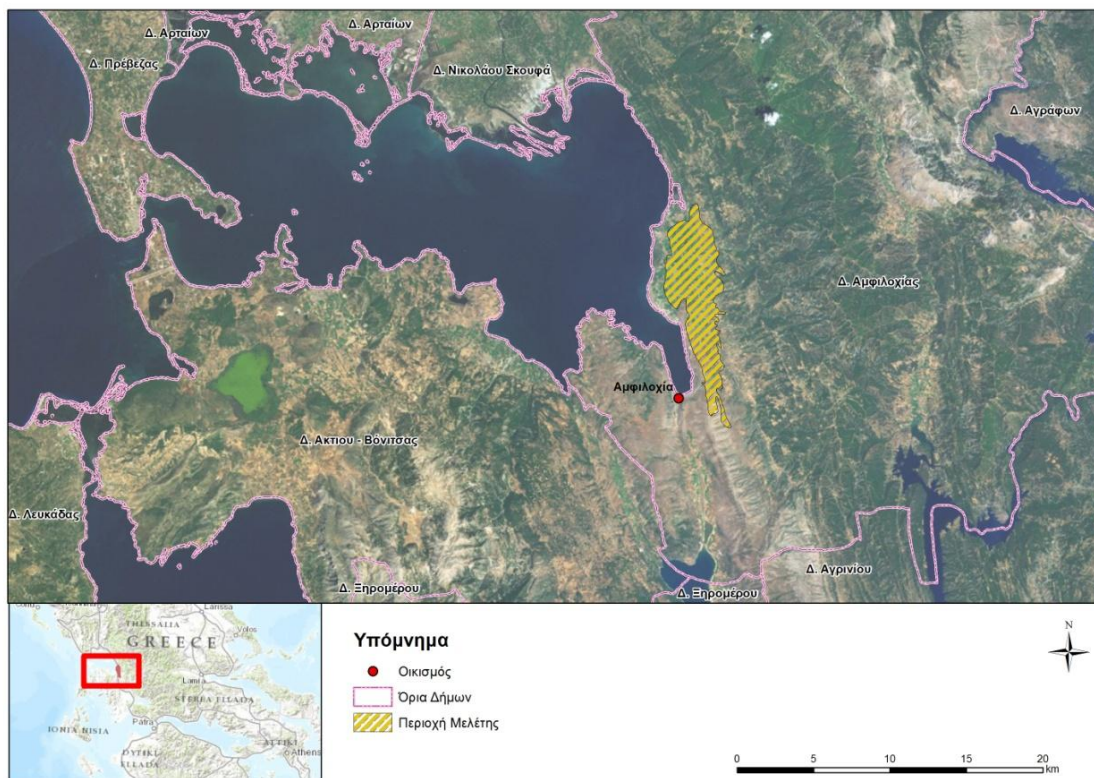 Δ. Αρταίων
Δ. Αρταίων
Δ. Πρέβεζας
Δ. Νικολάου Σκουφά
Δ. Αγράφων
Δ. Αμφιλοχίας
Αμφιλοχία
Δ. Ακτίου - Βόνιτσας
Δ. Λευκάδας
Δ. Ξηρομέρου
Δ. Ξηρομέρου
Δ. Αγρινίου
THESSALIA
Larissa
Volos
GREECE
Lamia
STEREA ELLADA
Patra
IONIA NISIA
ATTIKI
Athens
DYTIKI
ELLADA
Υπόμνημα
Οικισμός
Όρια Δήμων
Περιοχή Μελέτης
N
0 5 10 15 20
km